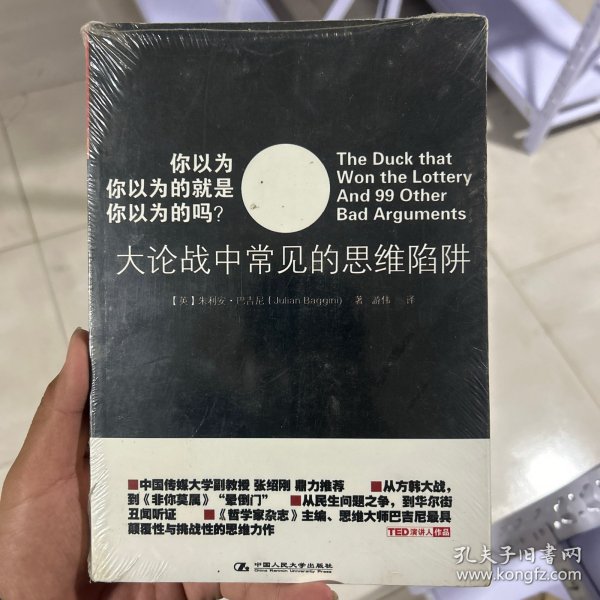 你以为
你以为的就是
你以为的吗?
The Duck that
Won the Lottery
And 99 Other
Bad Arguments
大论战中常见的思维陷阱
【英】朱利安·巴吉尼(Julian Baggini) 著 游伟 译
■中国传媒大学副教授 张绍刚 鼎力推荐 ■从方韩大战,
到《非你莫属》“晕倒门” ■从民生问题之争,到华尔街
丑闻听证 ■《哲学家杂志》主编、思维大师巴吉尼最具
颠覆性与挑战性的思维力作
TED演讲人作品
中国人民大学出版社
China Renmin University Press
孔夫子旧书网
www.kongfz.com